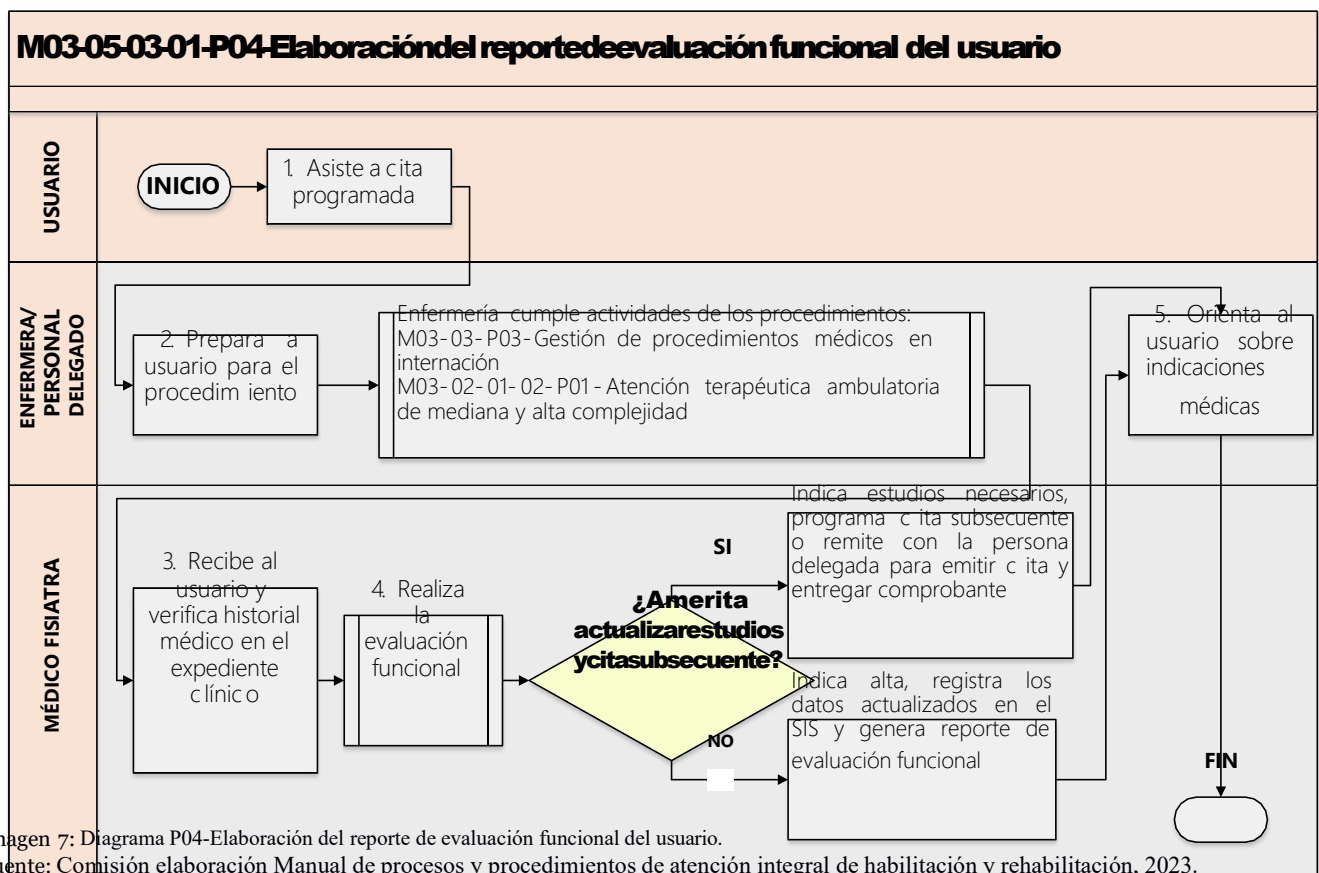 M03-05-03-01-P04-Elaboracióndel reportedeevaluación funcional del usuario
USUARIO
INICIO
1. Asiste a cita
programada
ENFERMERA/
PERSONAL
DELEGADO
2. Prepara a
usuario para el
procedimiento
Enfermería cumple actividades de los procedimientos:
M03-03-P03-Gestión de procedimientos médicos en
internación
M03-02-01-02-P01-Atención terapéutica ambulatoria
de mediana y alta complejidad
5. Orienta al
usuario sobre
indicaciones
médicas
MÉDICO FISIATRA
3. Recibe al
usuario y
verifica historial
médico en el
expediente
clínico
4. Realiza
la
evaluación
funcional
¿Amerita
actualizarestudios
ycitasubsecuente?
SI
Indica estudios necesarios,
programa cita subsecuente
o remite con la persona
delegada para emitir cita y
entregar comprobante
NO
Indica alta, registra los
datos actualizados en el
SIS y genera reporte de
evaluación funcional
FIN
nagen 7: Diagrama P04-Elaboración del reporte de evaluación funcional del usuario.
uente: Comisión elaboración Manual de procesos y procedimientos de atención integral de habilitación y rehabilitación, 2023.